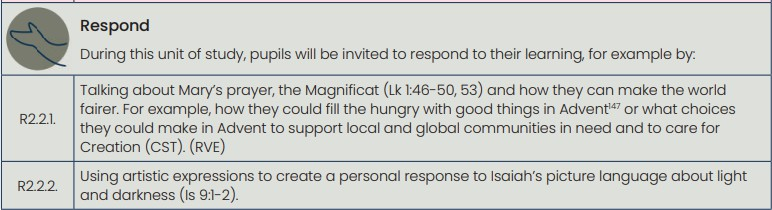 Respond
During this unit of study, pupils will be invited to respond to their learning, for example by:
R2.2.1.
Talking about Mary's prayer, the Magnificat (Lk 1:46-50, 53) and how they can make the world
fairer. For example, how they could fill the hungry with good things in Advent¹⁴⁷ or what choices
they could make in Advent to support local and global communities in need and to care for
Creation (CST). (RVE)
R2.2.2.
Using artistic expressions to create a personal response to Isaiah's picture language about light
and darkness (Is 9:1-2).